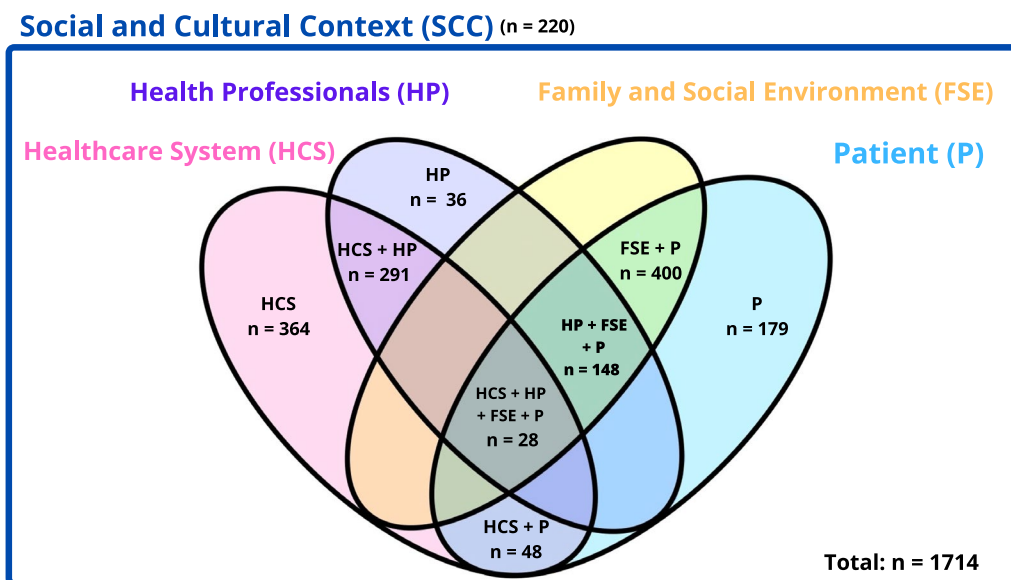 Social and Cultural Context (SCC) (n = 220)
Health Professionals (HP)
Family and Social Environment (FSE)
Healthcare System (HCS)
Patient (P)
HP
n = 36
HCS + HP
n = 291
FSE + P
n = 400
HCS
n = 364
P
n = 179
HP + FSE
+ P
n = 148
HCS + HP
+ FSE + P
n = 28
HCS + P
n = 48
Total: n = 1714